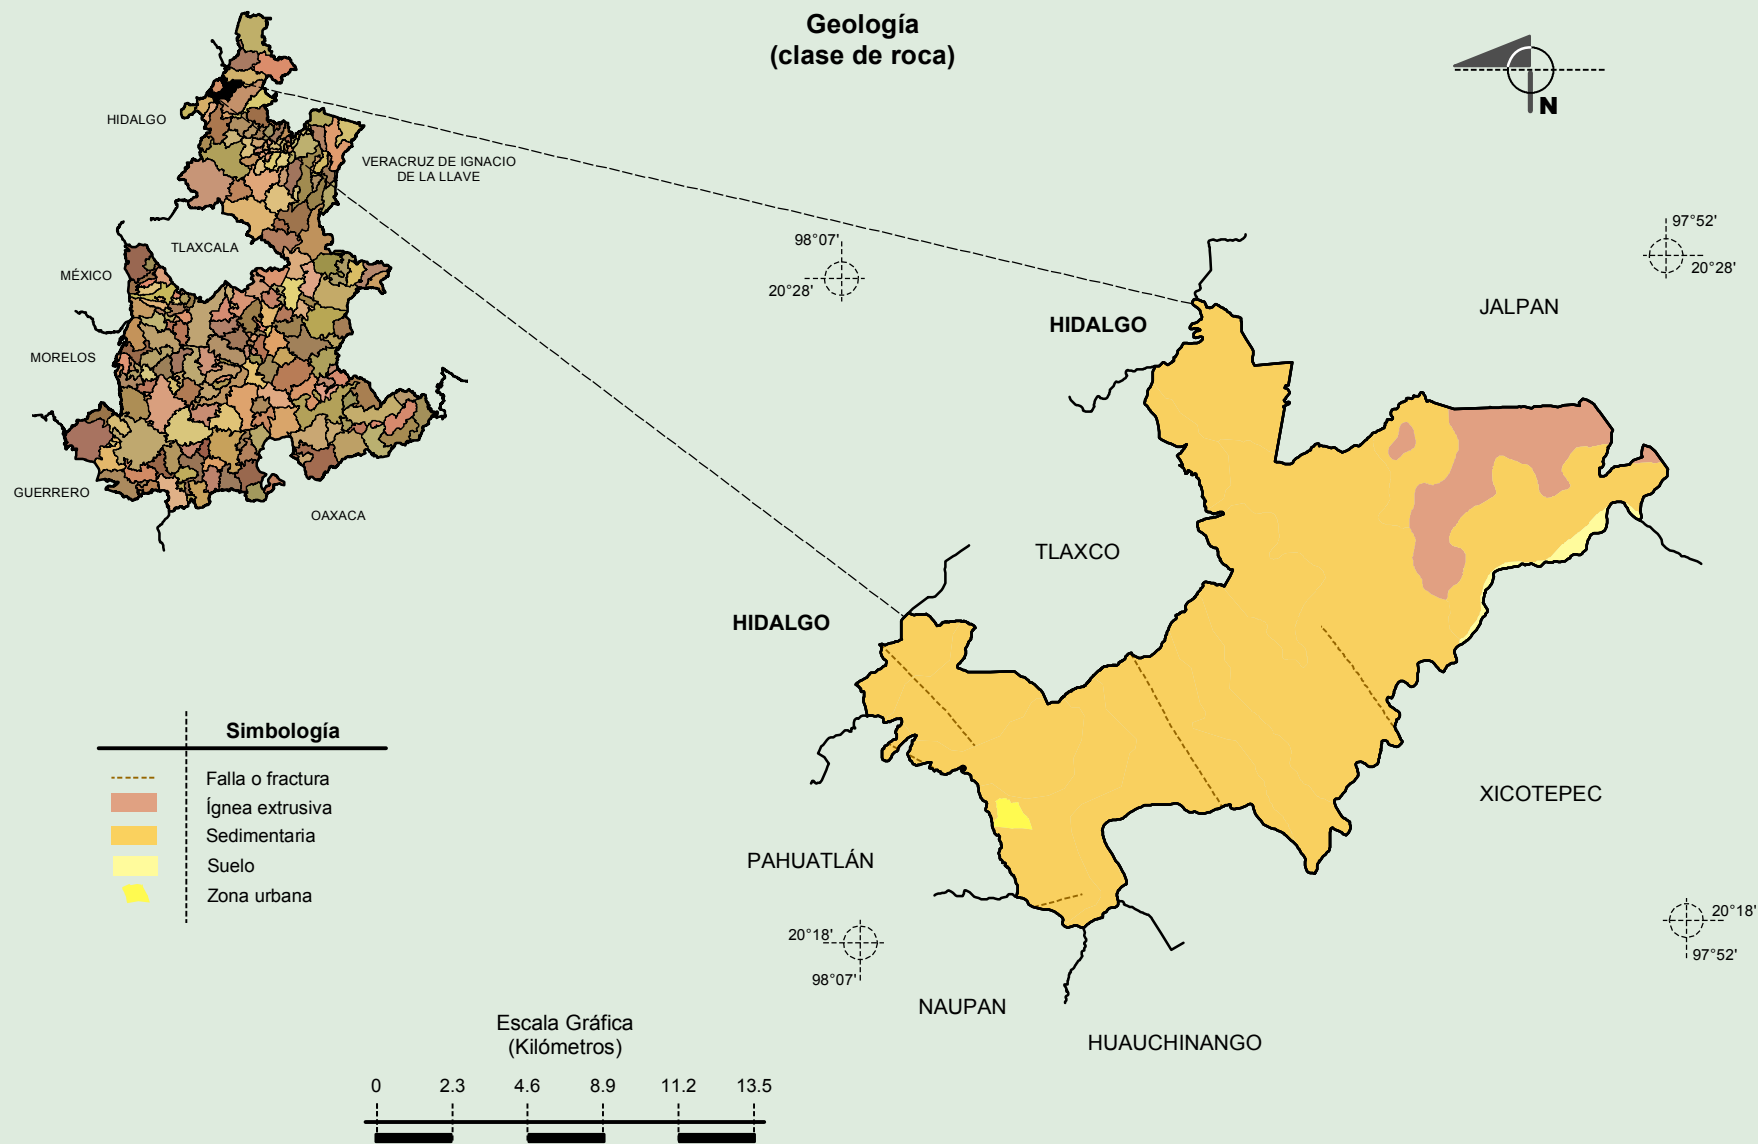 Geología
(clase de roca)
N
HIDALGO
VERACRUZ DE IGNACIO
DE LA LLAVE
TLAXCALA
MÉXICO
MORELOS
GUERRERO
OAXACA
98°07'
20°28'
97°52'
20°28'
JALPAN
HIDALGO
TLAXCO
HIDALGO
XICOTEPEC
PAHUATLÁN
20°18'
98°07'
20°18'
97°52'
NAUPAN
HUAUCHINANGO
Simbología
Falla o fractura
Ígnea extrusiva
Sedimentaria
Suelo
Zona urbana
Escala Gráfica
(Kilómetros)
0 2.3 4.6 8.9 11.2 13.5